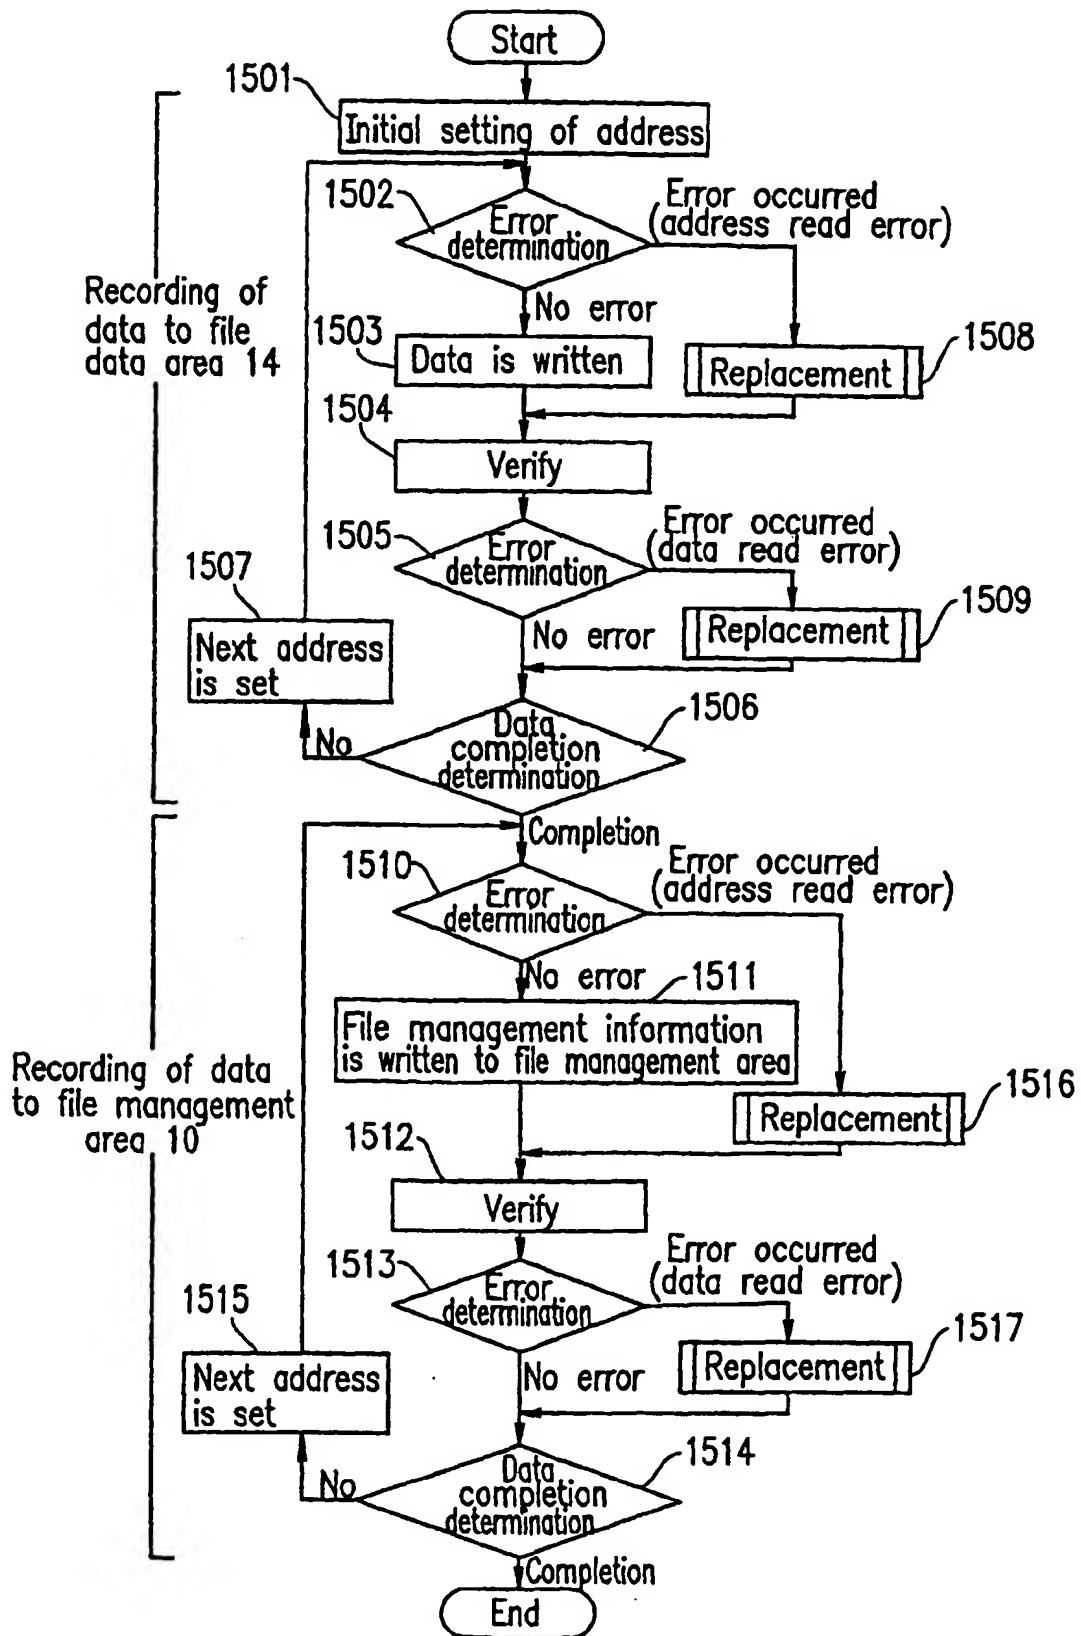 Start
1501
Initial setting of address
1502
Error
determination
Error occurred
(address read error)
No error
1503
Data is written
1508
Replacement
Recording of
data to file
data area 14
1504
Verify
1505
Error
determination
Error occurred
(data read error)
1507
Next address
is set
No error
1509
Replacement
1506
Data
completion
determination
No
Completion
1510
Error
determination
Error occurred
(address read error)
No error
1511
File management information
is written to file management area
Recording of data
to file management
area 10
1516
Replacement
1512
Verify
1513
Error
determination
Error occurred
(data read error)
1515
Next address
is set
No error
1517
Replacement
1514
Data
completion
determination
No
Completion
End